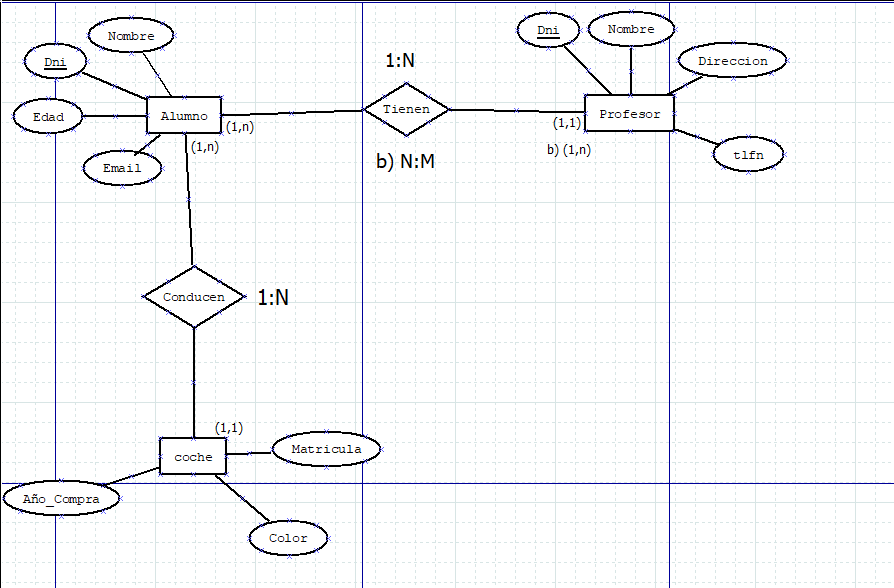 Nombre
Dni
Edad
Email
Alumno
(1,n)
(1,n)
1:N
Tienen
b) N:M
Dni
Nombre
Direccion
Profesor
(1,1)
b) (1,n)
tlfn
Conducen
1:N
(1,1)
coche
Matricula
Año_Compra
Color